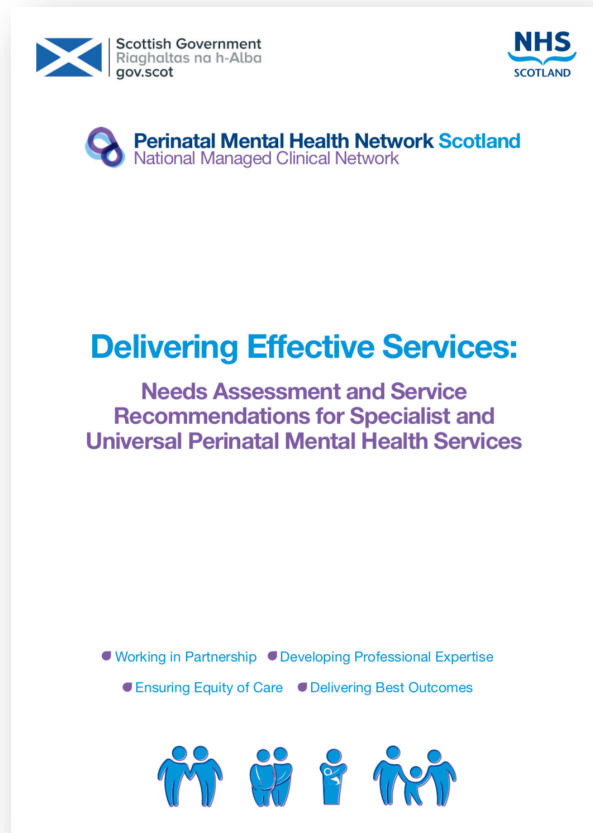 Scottish Government
Riaghaltas na h-Alba
gov.scot
NHS
SCOTLAND
Perinatal Mental Health Network Scotland
National Managed Clinical Network
Delivering Effective Services:
Needs Assessment and Service
Recommendations for Specialist and
Universal Perinatal Mental Health Services
Working in Partnership Developing Professional Expertise
Ensuring Equity of Care Delivering Best Outcomes